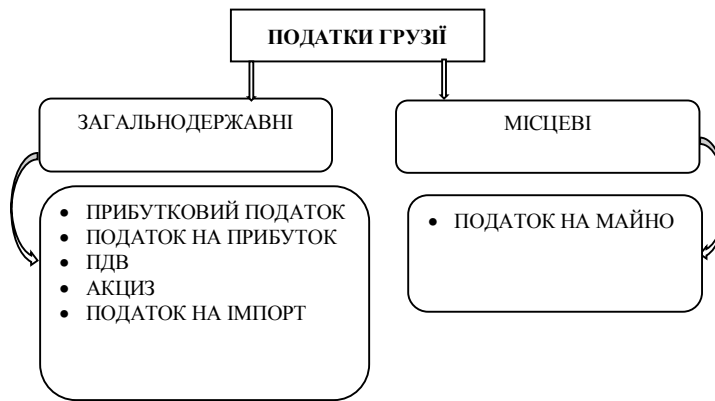 ПОДАТКИ ГРУЗІЇ
ЗАГАЛЬНОДЕРЖАВНІ
МІСЦЕВІ
• ПРИБУТКОВИЙ ПОДАТОК
• ПОДАТОК НА ПРИБУТОК
• ПДВ
• АКЦИЗ
• ПОДАТОК НА ІМПОРТ
• ПОДАТОК НА МАЙНО